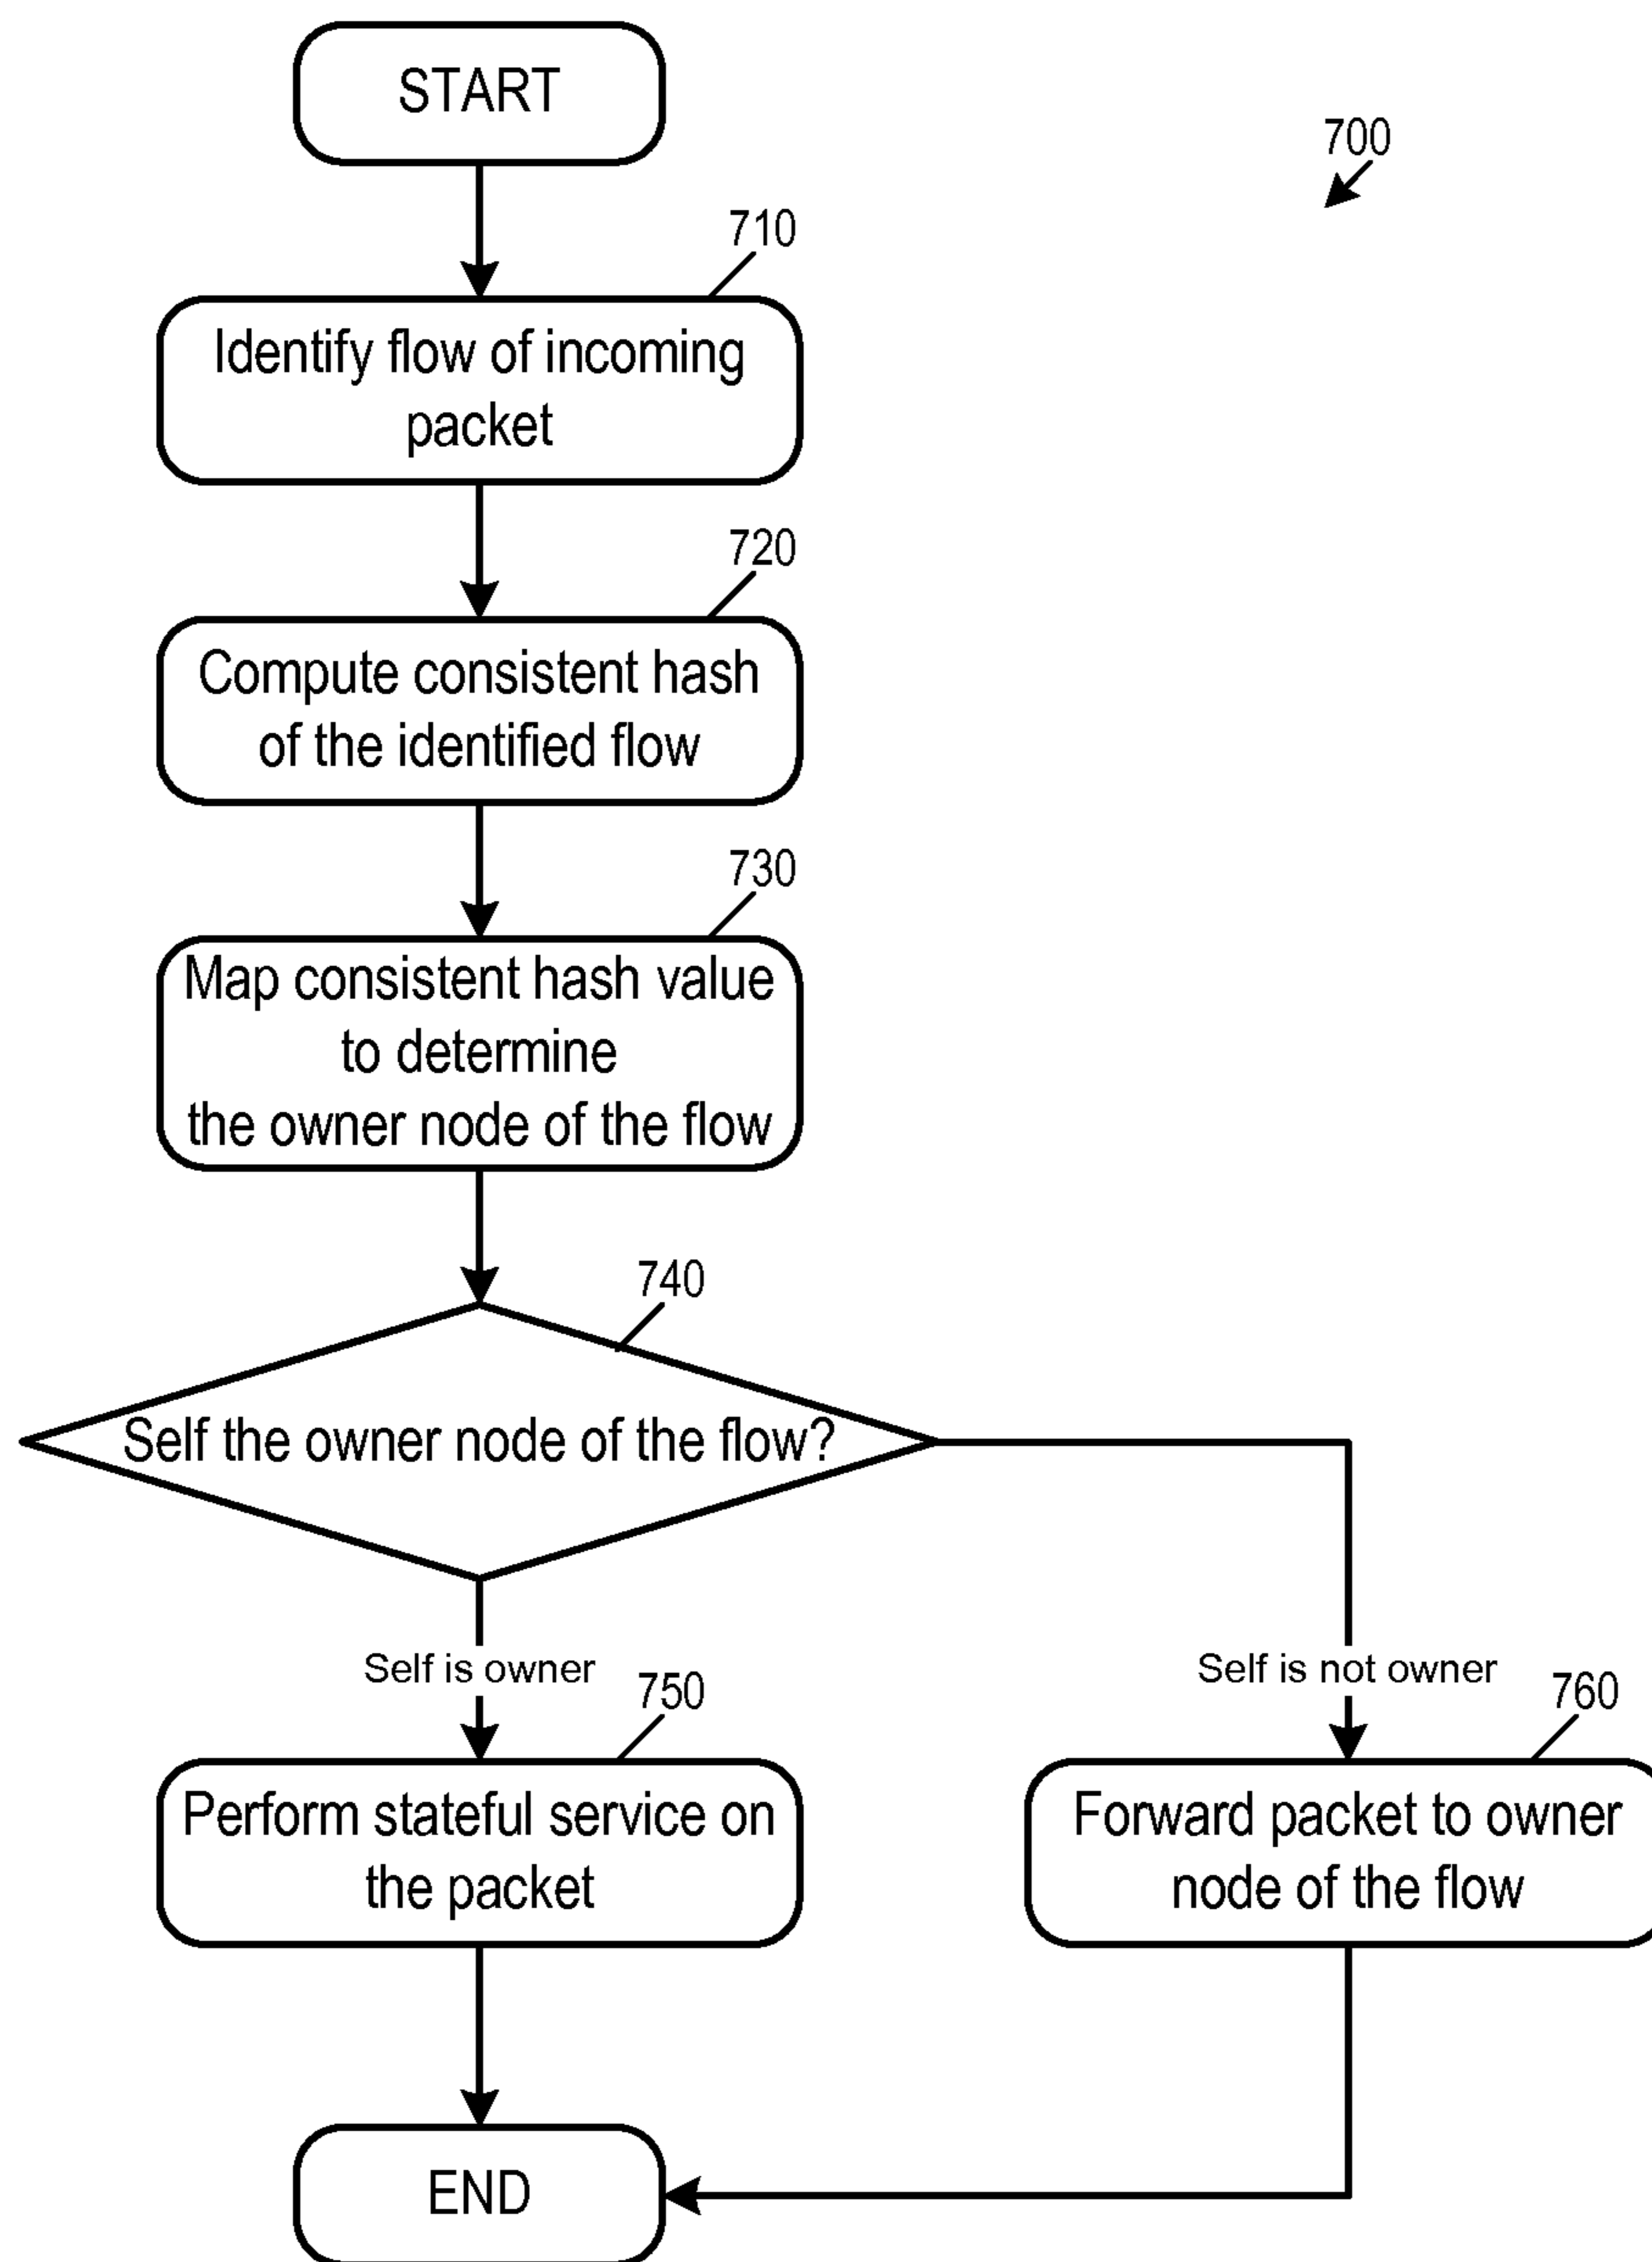 START
700
710
Identify flow of incoming
packet
720
Compute consistent hash
of the identified flow
730
Map consistent hash value
to determine
the owner node of the flow
740
Self the owner node of the flow?
Self is owner
Self is not owner
750
760
Perform stateful service on
the packet
Forward packet to owner
node of the flow
END